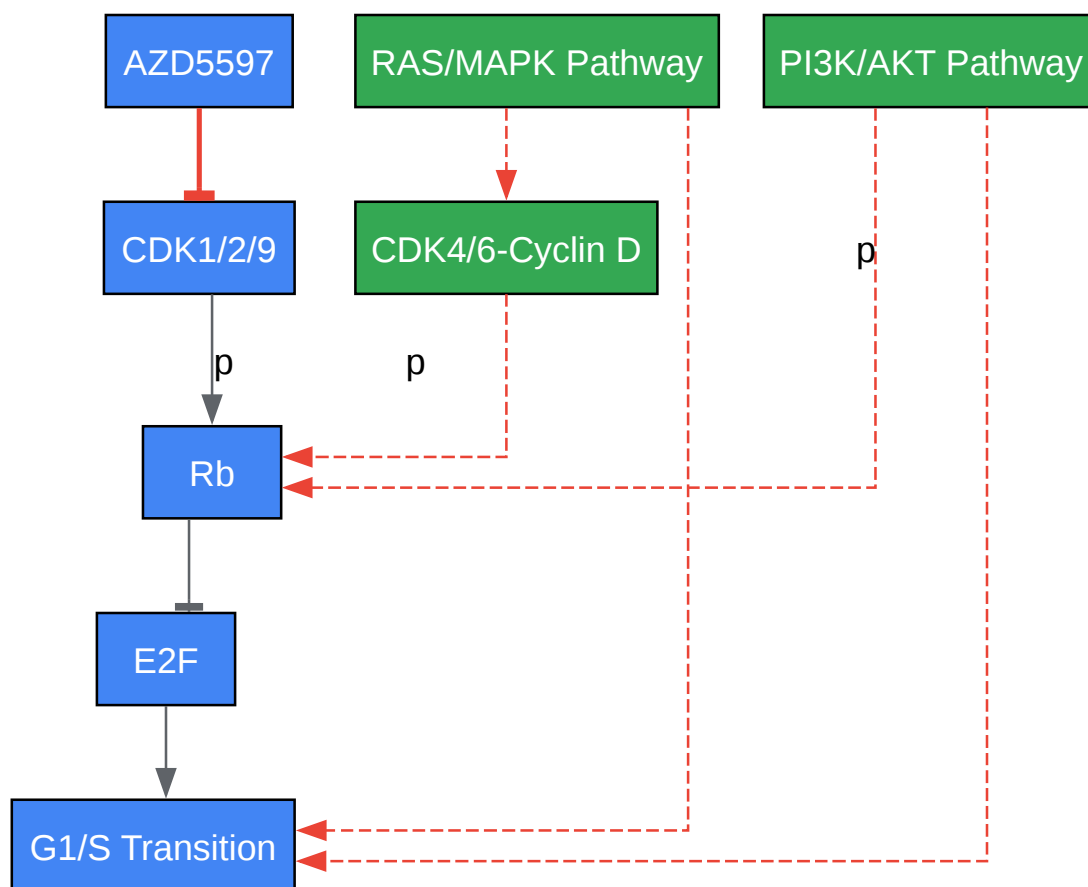 AZD5597
RAS/MAPK Pathway
PI3K/AKT Pathway
CDK1/2/9
CDK4/6-Cyclin D
p
p
p
Rb
E2F
G1/S Transition